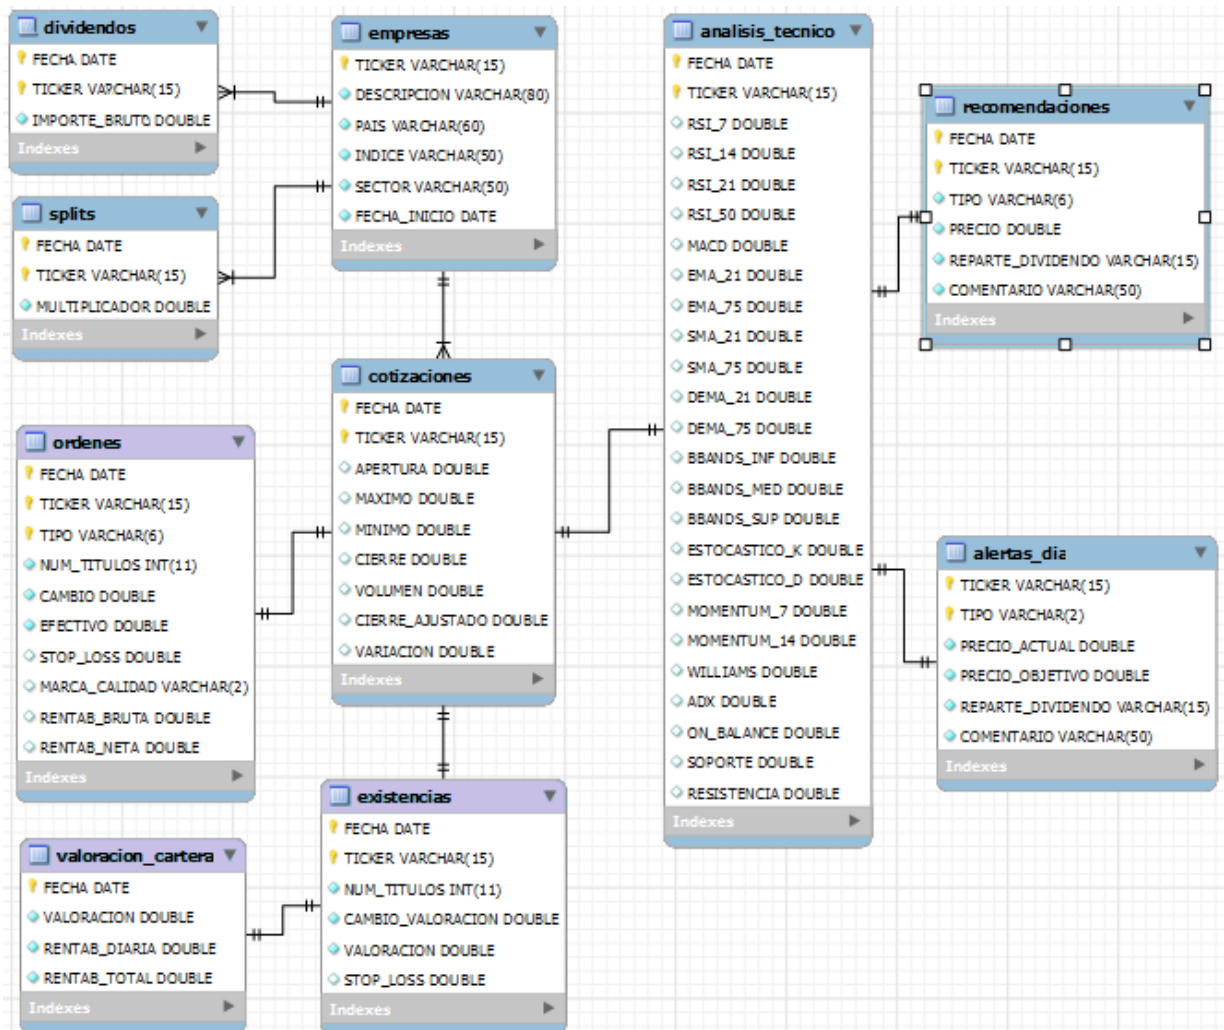 dividendos
FECHA DATE
TICKER VARCHAR(15)
IMPORTE_BRUTO DOUBLE
Indexes
splits
FECHA DATE
TICKER VARCHAR(15)
MULTIPLICADOR DOUBLE
Indexes
empresas
TICKER VARCHAR(15)
DESCRIPCION VARCHAR(80)
PAIS VARCHAR(60)
INDICE VARCHAR(50)
SECTOR VARCHAR(50)
FECHA_INICIO DATE
Indexes
cotizaciones
FECHA DATE
TICKER VARCHAR(15)
APERTURA DOUBLE
MAXIMO DOUBLE
MINIMO DOUBLE
CIERRE DOUBLE
VOLUMEN DOUBLE
CIERRE_AJUSTADO DOUBLE
VARIACION DOUBLE
Indexes
ordenes
FECHA DATE
TICKER VARCHAR(15)
TIPO VARCHAR(6)
NUM_TITULOS INT(11)
CAMBIO DOUBLE
EFECTIVO DOUBLE
STOP_LOSS DOUBLE
MARCA_CALIDAD VARCHAR(2)
RENTAB_BRUTA DOUBLE
RENTAB_NETA DOUBLE
Indexes
valoracion_cartera
FECHA DATE
VALORACION DOUBLE
RENTAB_DIARIA DOUBLE
RENTAB_TOTAL DOUBLE
Indexes
existencias
FECHA DATE
TICKER VARCHAR(15)
NUM_TITULOS INT(11)
CAMBIO_VALORACION DOUBLE
VALORACION DOUBLE
STOP_LOSS DOUBLE
Indexes
analisis_tecnico
FECHA DATE
TICKER VARCHAR(15)
RSI_7 DOUBLE
RSI_14 DOUBLE
RSI_21 DOUBLE
RSI_50 DOUBLE
MACD DOUBLE
EMA_21 DOUBLE
EMA_75 DOUBLE
SMA_21 DOUBLE
SMA_75 DOUBLE
DEMA_21 DOUBLE
DEMA_75 DOUBLE
BBANDS_INF DOUBLE
BBANDS_MED DOUBLE
BBANDS_SUP DOUBLE
ESTOCASTICO_K DOUBLE
ESTOCASTICO_D DOUBLE
MOMENTUM_7 DOUBLE
MOMENTUM_14 DOUBLE
WILLIAMS DOUBLE
ADX DOUBLE
ON_BALANCE DOUBLE
SOPORTE DOUBLE
RESISTENCIA DOUBLE
Indexes
recomendaciones
FECHA DATE
TICKER VARCHAR(15)
TIPO VARCHAR(6)
PRECIO DOUBLE
REPARTE_DIVIDENDO VARCHAR(15)
COMENTARIO VARCHAR(50)
Indexes
alertas_dia
TICKER VARCHAR(15)
TIPO VARCHAR(2)
PRECIO_ACTUAL DOUBLE
PRECIO_OBJETIVO DOUBLE
REPARTE_DIVIDENDO VARCHAR(15)
COMENTARIO VARCHAR(50)
Indexes